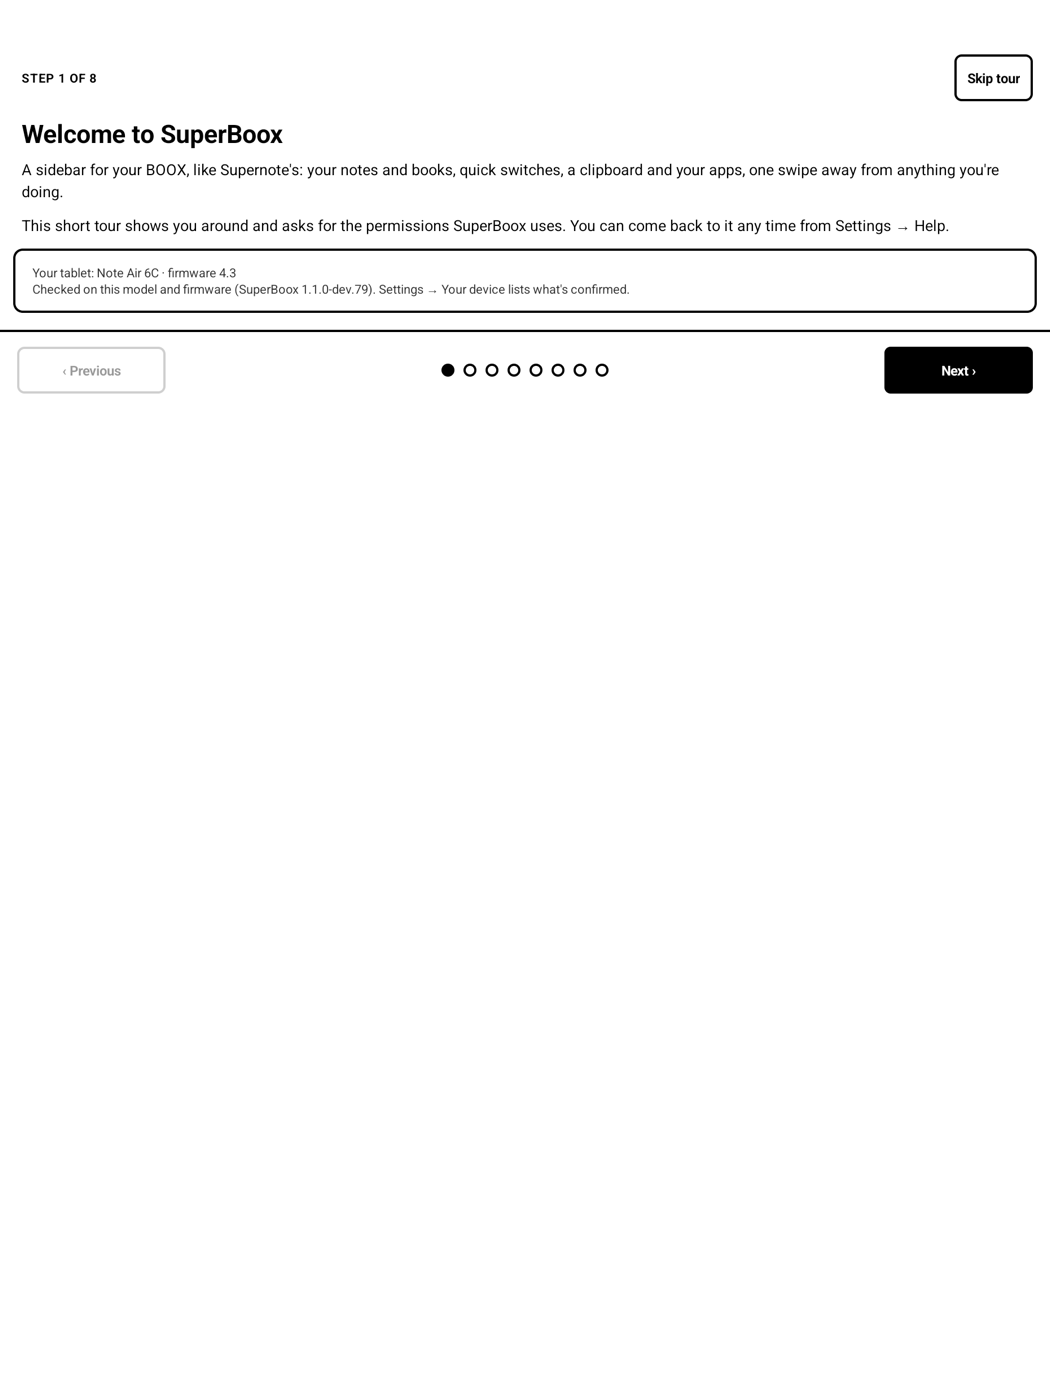 STEP 1 OF 8
Skip tour
Welcome to SuperBoox
A sidebar for your BOOX, like Supernote's: your notes and books, quick switches, a clipboard and your apps, one swipe away from anything you're
doing.
This short tour shows you around and asks for the permissions SuperBoox uses. You can come back to it any time from Settings → Help.
Your tablet: Note Air 6C · firmware 4.3
Checked on this model and firmware (SuperBoox 1.1.0-dev.79). Settings → Your device lists what's confirmed.
‹ Previous
Next ›